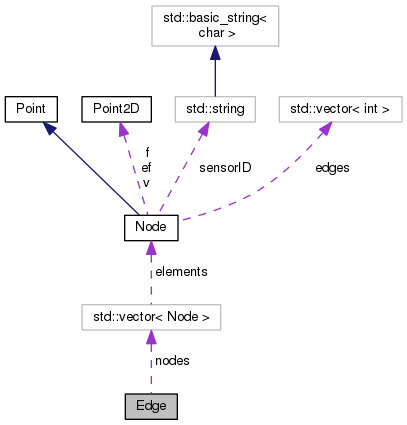 std::basic_string<
char >
Point
Point2D
std::string
std::vector< int >
f
ef
v
sensorID
edges
Node
elements
std::vector< Node >
nodes
Edge